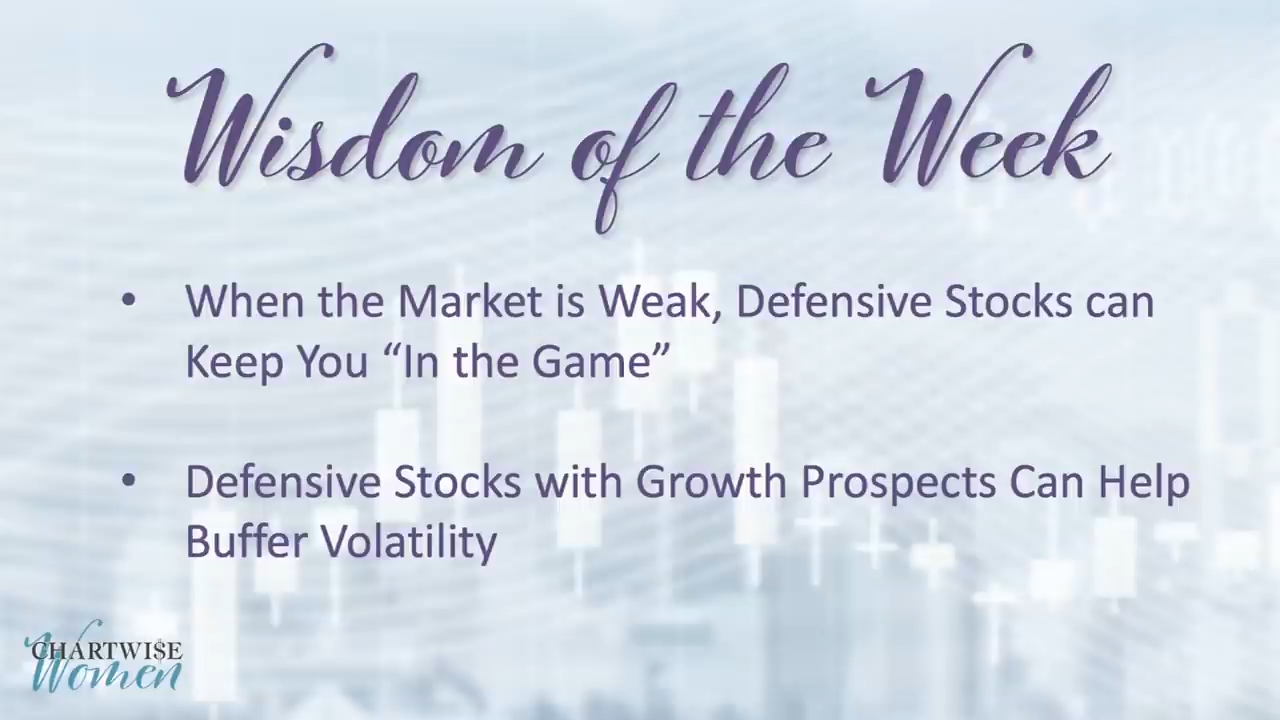 Wisdom of the Week
• When the Market is Weak, Defensive Stocks can
Keep You “In the Game”
• Defensive Stocks with Growth Prospects Can Help
Buffer Volatility
CHARTWI$E
Women